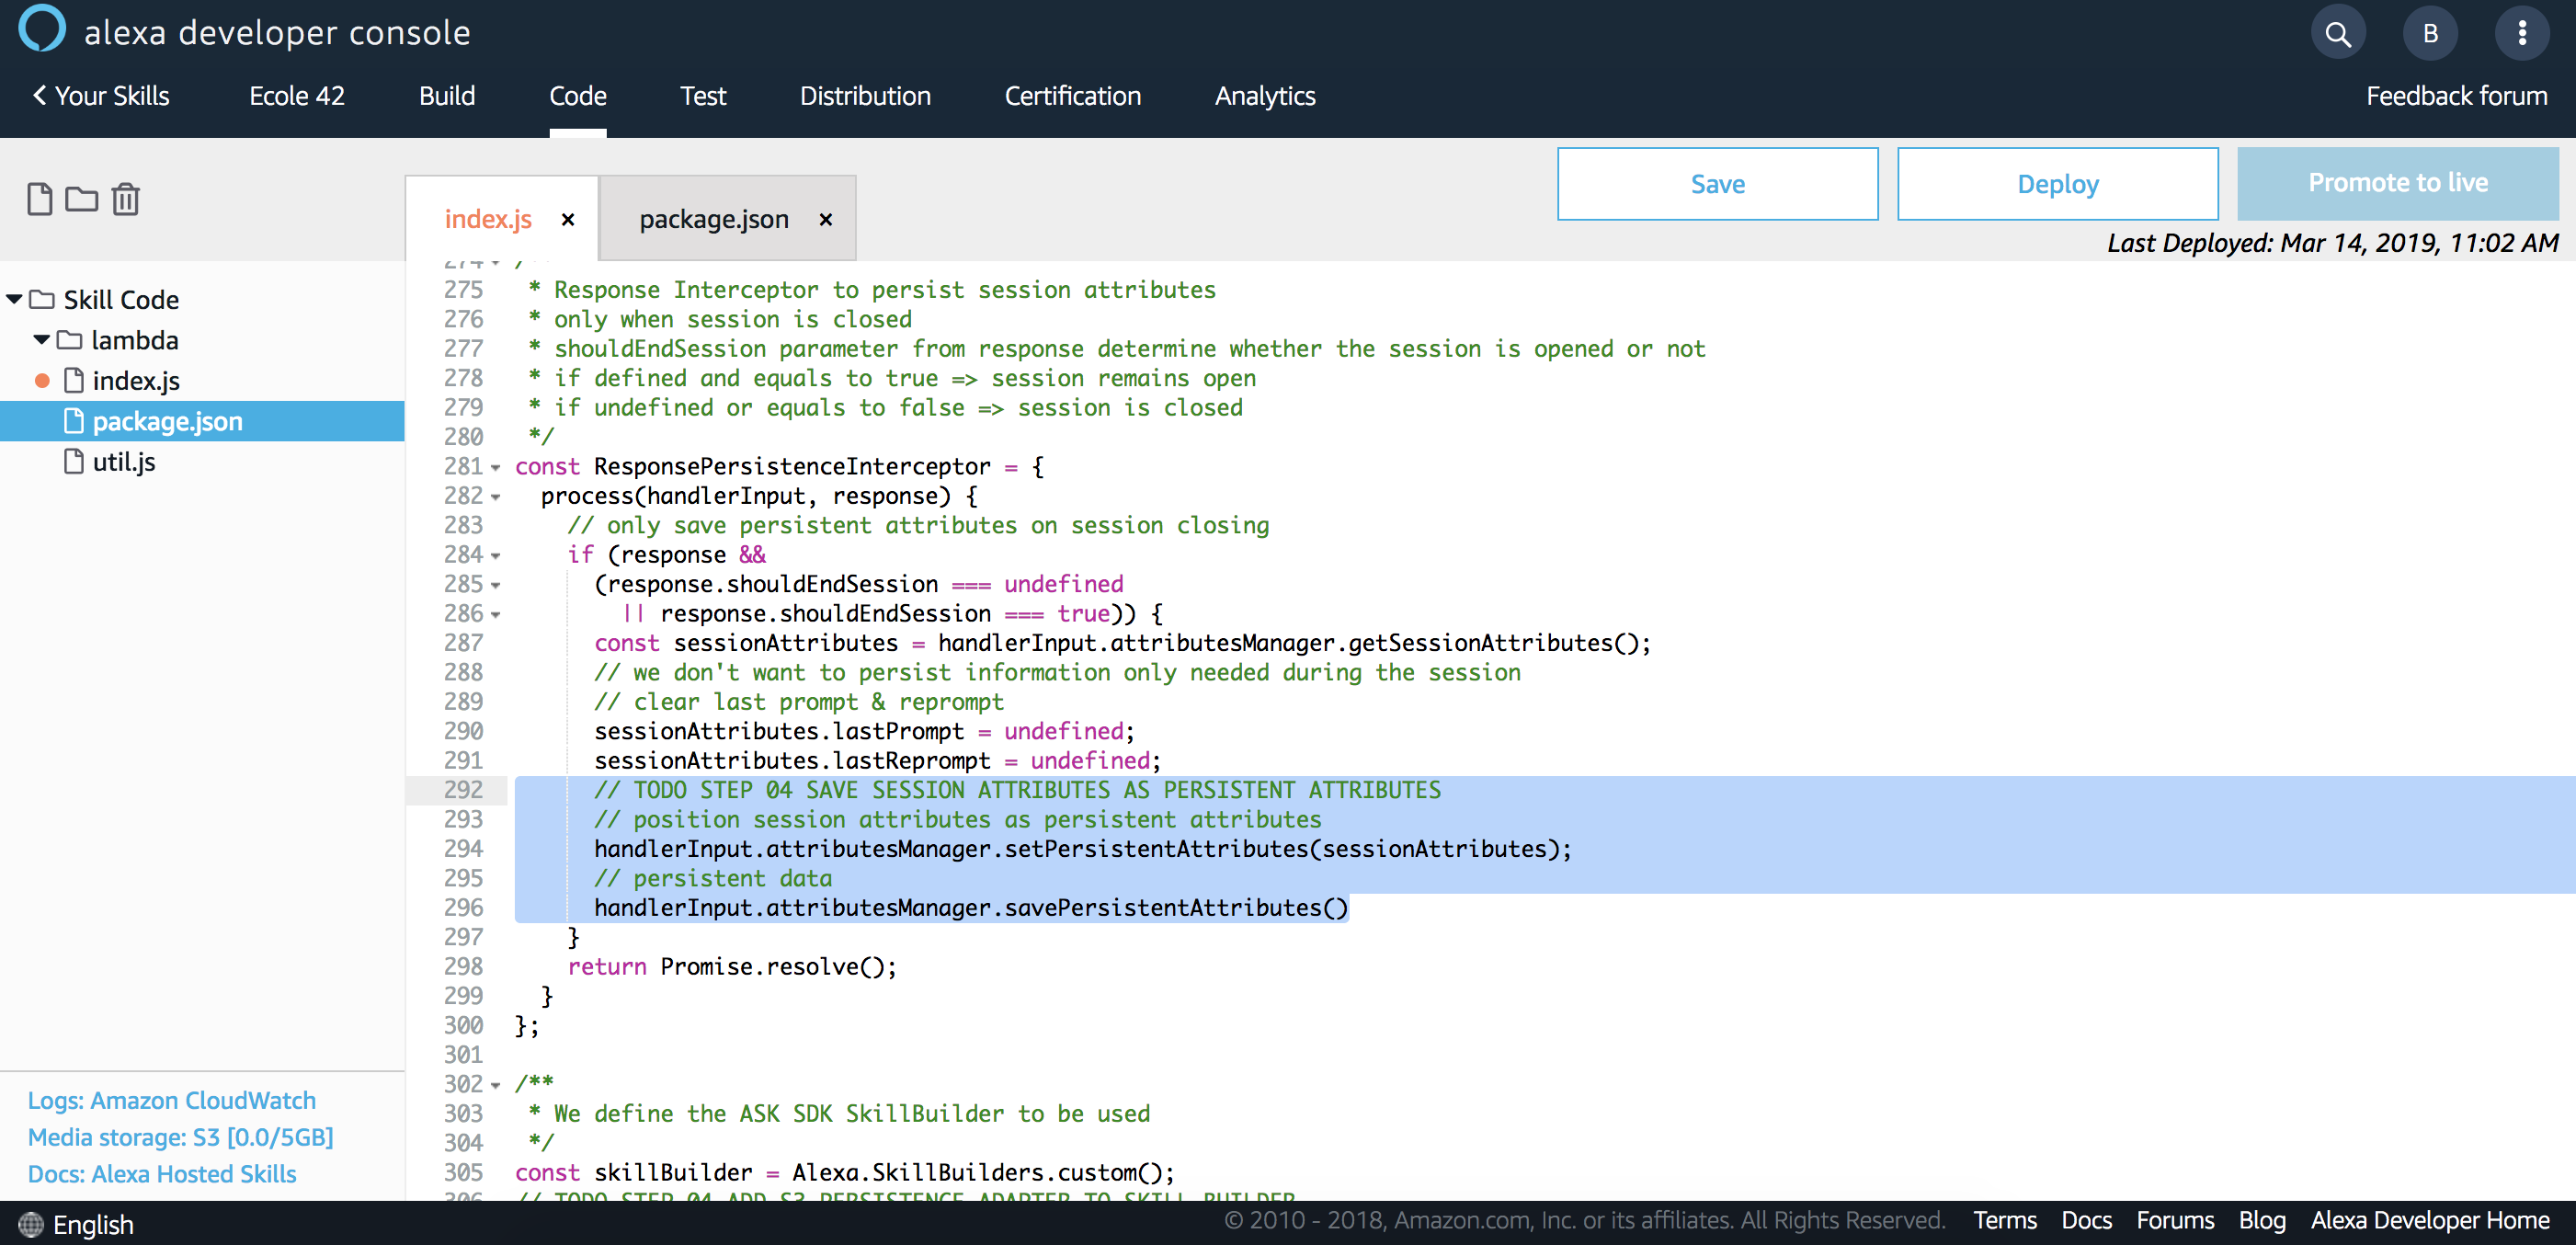 alexa developer console
B
Your Skills
Ecole 42
Build
Code
Test
Distribution
Certification
Analytics
Feedback forum
Save
Deploy
Promote to live
Last Deployed: Mar 14, 2019, 11:02 AM
index.js ×
package.json ×
Skill Code
lambda
index.js
package.json
util.js
Logs: Amazon CloudWatch
Media storage: S3 [0.0/5GB]
Docs: Alexa Hosted Skills
274
275 * Response Interceptor to persist session attributes
276 * only when session is closed
277 * shouldEndSession parameter from response determine whether the session is opened or not
278 * if defined and equals to true => session remains open
279 * if undefined or equals to false => session is closed
280 */
281 const ResponsePersistenceInterceptor = {
282 process(handlerInput, response) {
283 // only save persistent attributes on session closing
284 if (response &&
285 (response.shouldEndSession === undefined
286 || response.shouldEndSession === true)) {
287 const sessionAttributes = handlerInput.attributesManager.getSessionAttributes();
288 // we don't want to persist information only needed during the session
289 // clear last prompt & reprompt
290 sessionAttributes.lastPrompt = undefined;
291 sessionAttributes.lastReprompt = undefined;
292 // TODO STEP 04 SAVE SESSION ATTRIBUTES AS PERSISTENT ATTRIBUTES
293 // position session attributes as persistent attributes
294 handlerInput.attributesManager.setPersistentAttributes(sessionAttributes);
295 // persistent data
296 handlerInput.attributesManager.savePersistentAttributes()
297 }
298 return Promise.resolve();
299 }
300 };
301
302 /**
303 * We define the ASK SDK SkillBuilder to be used
304 */
305 const skillBuilder = Alexa.SkillBuilders.custom();
306 // TODO STEP 04 ADD S3 PERSISTENCE ADAPTER TO SKILL BUILDER
English
© 2010 - 2018, Amazon.com, Inc. or its affiliates. All Rights Reserved.
Terms
Docs
Forums
Blog
Alexa Developer Home